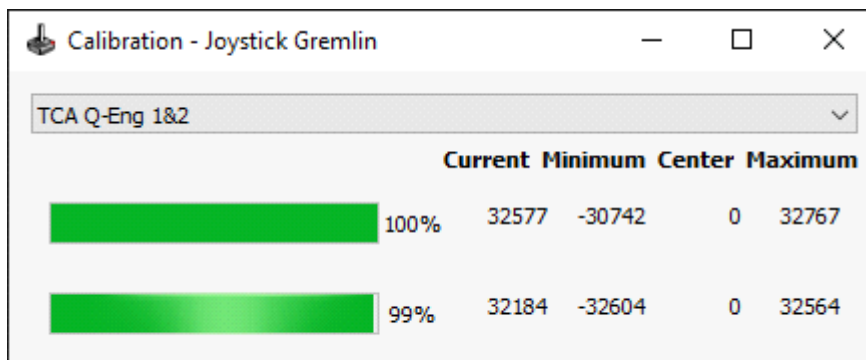 Calibration - Joystick Gremlin
TCA Q-Eng 1&2
Current Minimum Center Maximum
100% 32577 -30742 0 32767
99% 32184 -32604 0 32564